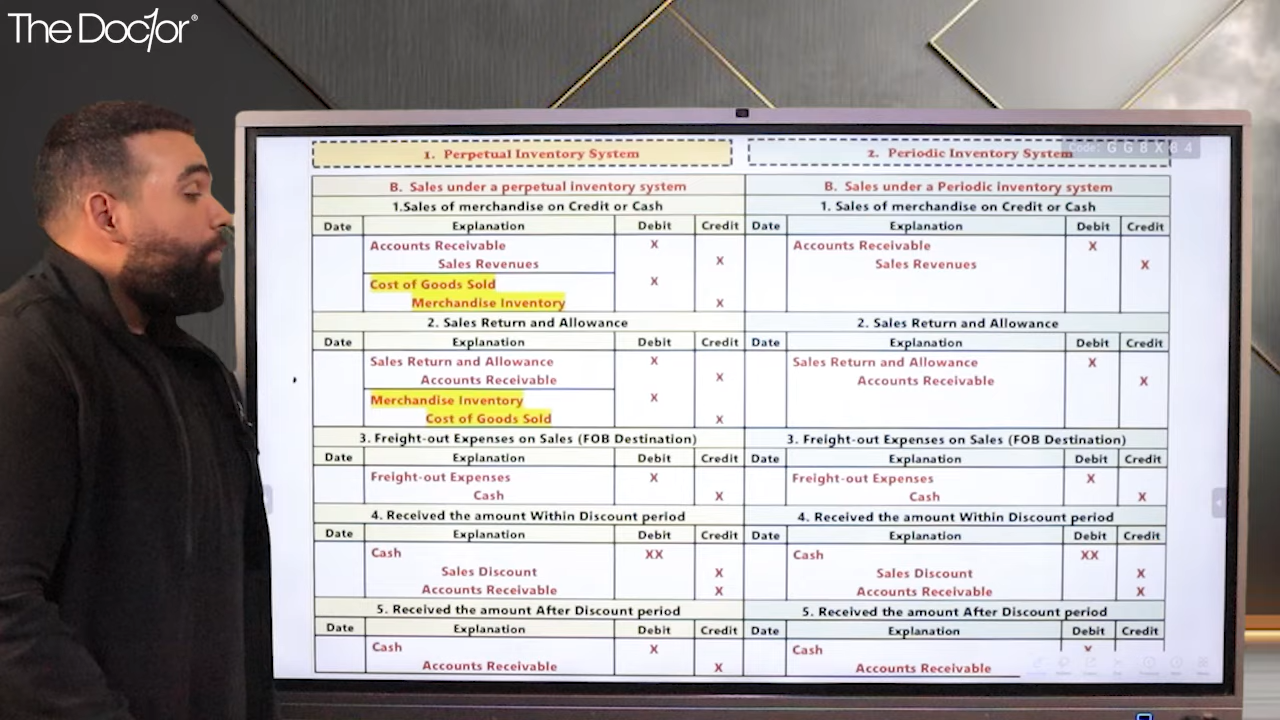 The Doctor®
1. Perpetual Inventory System
2. Periodic Inventory System
Code: G G 8 X 8 4
B. Sales under a perpetual inventory system
B. Sales under a Periodic inventory system
1.Sales of merchandise on Credit or Cash
1. Sales of merchandise on Credit or Cash
Date Explanation Debit Credit Date Explanation Debit Credit
Accounts Receivable X Accounts Receivable X
Sales Revenues X Sales Revenues X
Cost of Goods Sold X
Merchandise Inventory X
2. Sales Return and Allowance 2. Sales Return and Allowance
Date Explanation Debit Credit Date Explanation Debit Credit
Sales Return and Allowance X Sales Return and Allowance X
Accounts Receivable X Accounts Receivable X
Merchandise Inventory X
Cost of Goods Sold X
3. Freight-out Expenses on Sales (FOB Destination) 3. Freight-out Expenses on Sales (FOB Destination)
Date Explanation Debit Credit Date Explanation Debit Credit
Freight-out Expenses X Freight-out Expenses X
Cash X Cash X
4. Received the amount Within Discount period 4. Received the amount Within Discount period
Date Explanation Debit Credit Date Explanation Debit Credit
Cash XX Cash XX
Sales Discount X Sales Discount X
Accounts Receivable X Accounts Receivable X
5. Received the amount After Discount period 5. Received the amount After Discount period
Date Explanation Debit Credit Date Explanation Debit Credit
Cash X Cash X
Accounts Receivable X Accounts Receivable